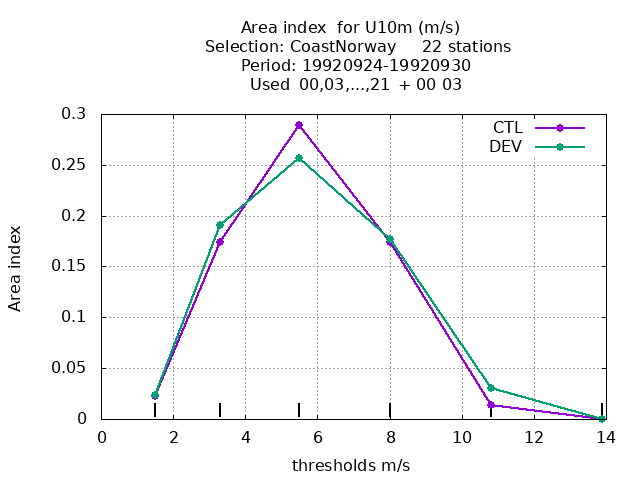 Area index  for U10m (m/s)
Selection: CoastNorway     22 stations
Period: 19920924-19920930
Used  00,03,...,21  + 00 03
CTL
DEV
0.3
0.25
0.2
0.15
0.1
0.05
0
Area index
0 2 4 6 8 10 12 14
thresholds m/s